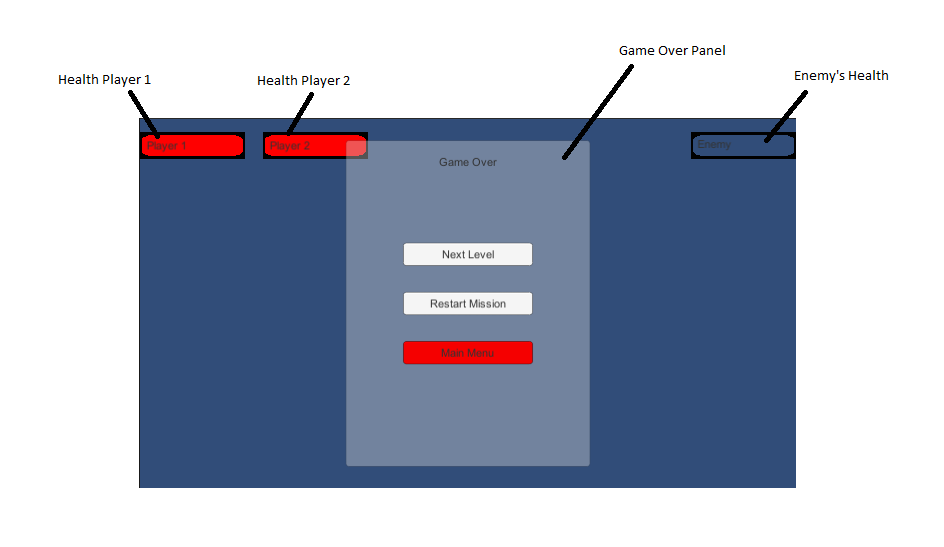 Game Over Panel
Enemy's Health
Health Player 1
Health Player 2
Player 1
Player 2
Enemy
Game Over
Next Level
Restart Mission
Main Menu